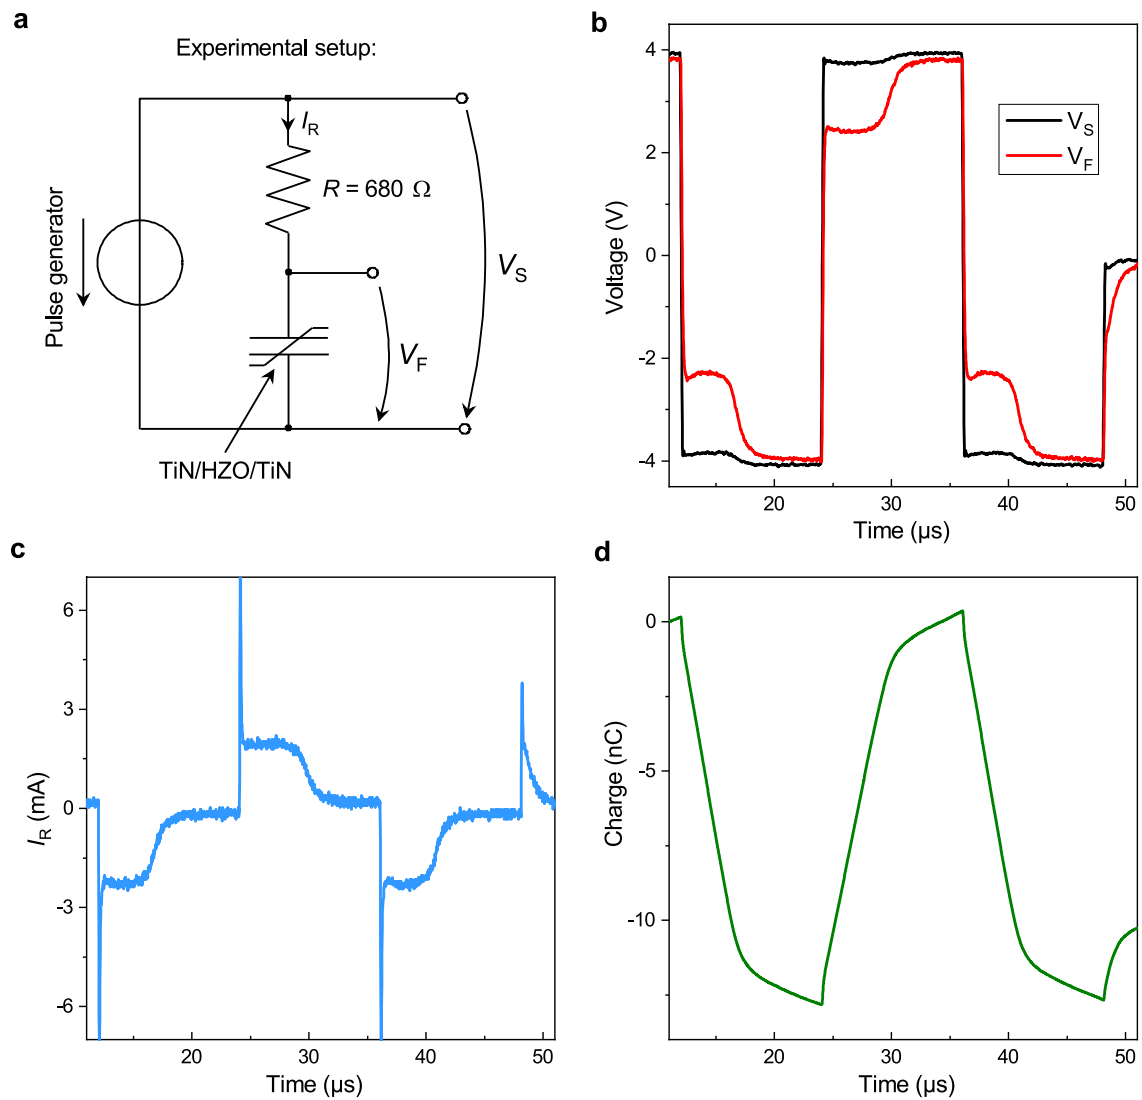 a
Experimental setup:
I_R
R = 680 Ω
Pulse generator
V_S
V_F
TiN/HZO/TiN
b
4
2
0
-2
-4
Voltage (V)
V_S
V_F
20
30
40
50
Time (µs)
c
6
3
0
-3
-6
I_R (mA)
20
30
40
50
Time (µs)
d
0
-5
-10
Charge (nC)
20
30
40
50
Time (µs)